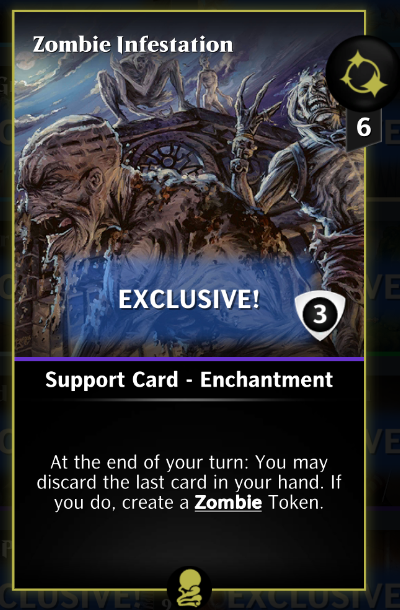 Zombie Infestation
6
EXCLUSIVE!
3
Support Card - Enchantment
At the end of your turn: You may
discard the last card in your hand. If
you do, create a Zombie Token.